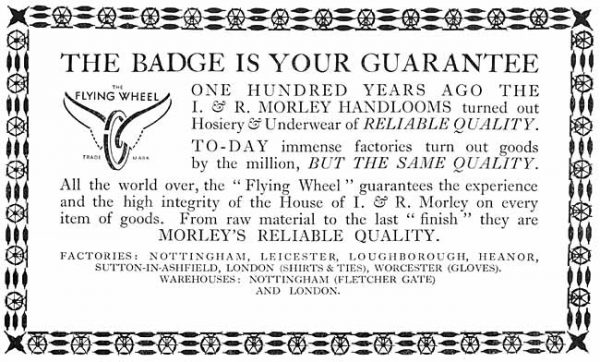 THE BADGE IS YOUR GUARANTEE
THE
FLYING WHEEL
TRADE MARK
ONE HUNDRED YEARS AGO THE
I. & R. MORLEY HANDLOOMS turned out
Hosiery & Underwear of RELIABLE QUALITY.
TO-DAY immense factories turn out goods
by the million, BUT THE SAME QUALITY.
All the world over, the "Flying Wheel" guarantees the experience
and the high integrity of the House of I. & R. Morley on every
item of goods. From raw material to the last "finish" they are
MORLEY'S RELIABLE QUALITY.
FACTORIES: NOTTINGHAM, LEICESTER, LOUGHBOROUGH, HEANOR,
SUTTON-IN-ASHFIELD, LONDON (SHIRTS & TIES), WORCESTER (GLOVES).
WAREHOUSES: NOTTINGHAM (FLETCHER GATE)
AND LONDON.